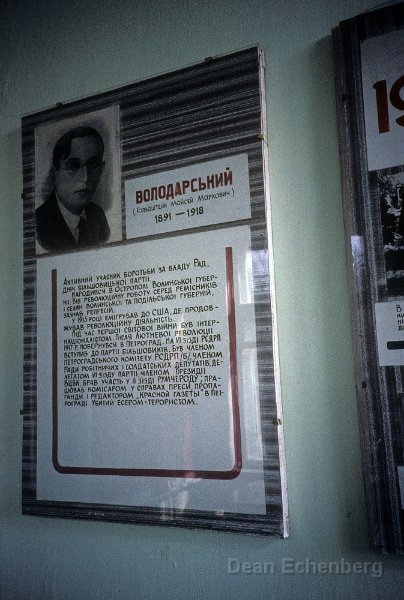 ВОЛОДАРСЬКИЙ
(Гольдштейн Мойсей Маркович)
1891 — 1918
Активний учасник боротьби за владу Рад,
діяч більшовицької партії.
Народився в Острополі Волинської губер-
нії. Вів революційну роботу серед ремісників
і селян Волинської та Подільської губерній,
зазнав репресій.
У 1913 році емігрував до США, де продов-
жував революційну діяльність.
Під час першої світової війни був інтер-
націоналістом. Після Лютневої революції
1917 р. повернувся в Петроград. На VI з'їзді РСДРП
вступив до партії більшовиків, був членом
Петроградського комітету РСДРП /б/, членом
Ради робітничих і солдатських депутатів, де-
легатом VI з'їзду партії, членом Президії
ВЦВК, брав участь у II з'їзді Румчероду; пра-
цював комісаром у справах преси, пропа-
ганди і редактором „Красной газеты" в Пет-
рограді. Убитий есером-терористом.
19
Dean Echenberg